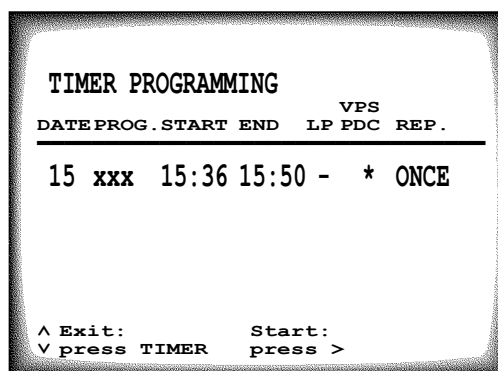 TIMER PROGRAMMING
VPS
DATE PROG. START END LP PDC REP.
15 xxx 15:36 15:50 - * ONCE
^ Exit: Start:
v press TIMER press >